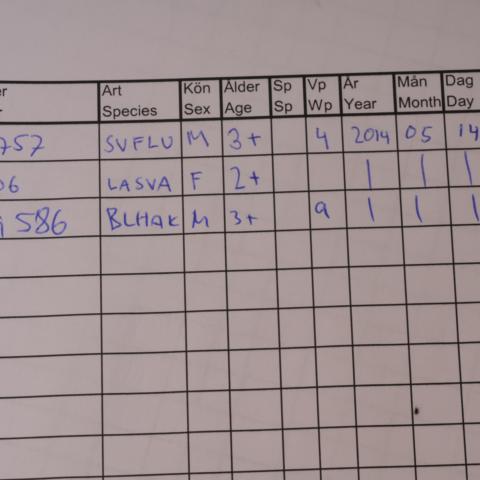 er Art Kön Ålder Sp Vp År Mån Dag
Species Sex Age Sp Wp Year Month Day
757 SVFLU M 3+ 4 2014 05 14
06 LASVA F 2+ | | |
586 BLHAK M 3+ 9 | | |